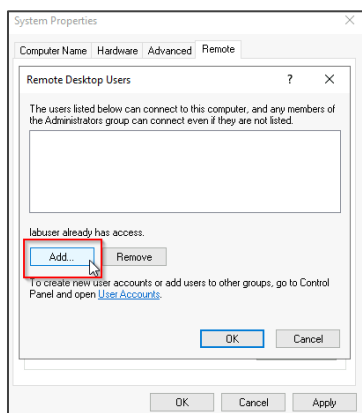 System Properties
Computer Name Hardware Advanced Remote
Remote Desktop Users ?
The users listed below can connect to this computer, and any members of
the Administrators group can connect even if they are not listed.
labuser already has access.
Add... Remove
To create new user accounts or add users to other groups, go to Control
Panel and open User Accounts.
OK Cancel
OK Cancel Apply